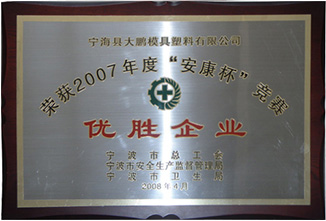 宁海县大鹏模具塑料有限公司
荣获2007年度“安康杯”竞赛
优胜企业
宁波市总工会
宁波市安全生产监督管理局
宁波市卫生局
2008年4月